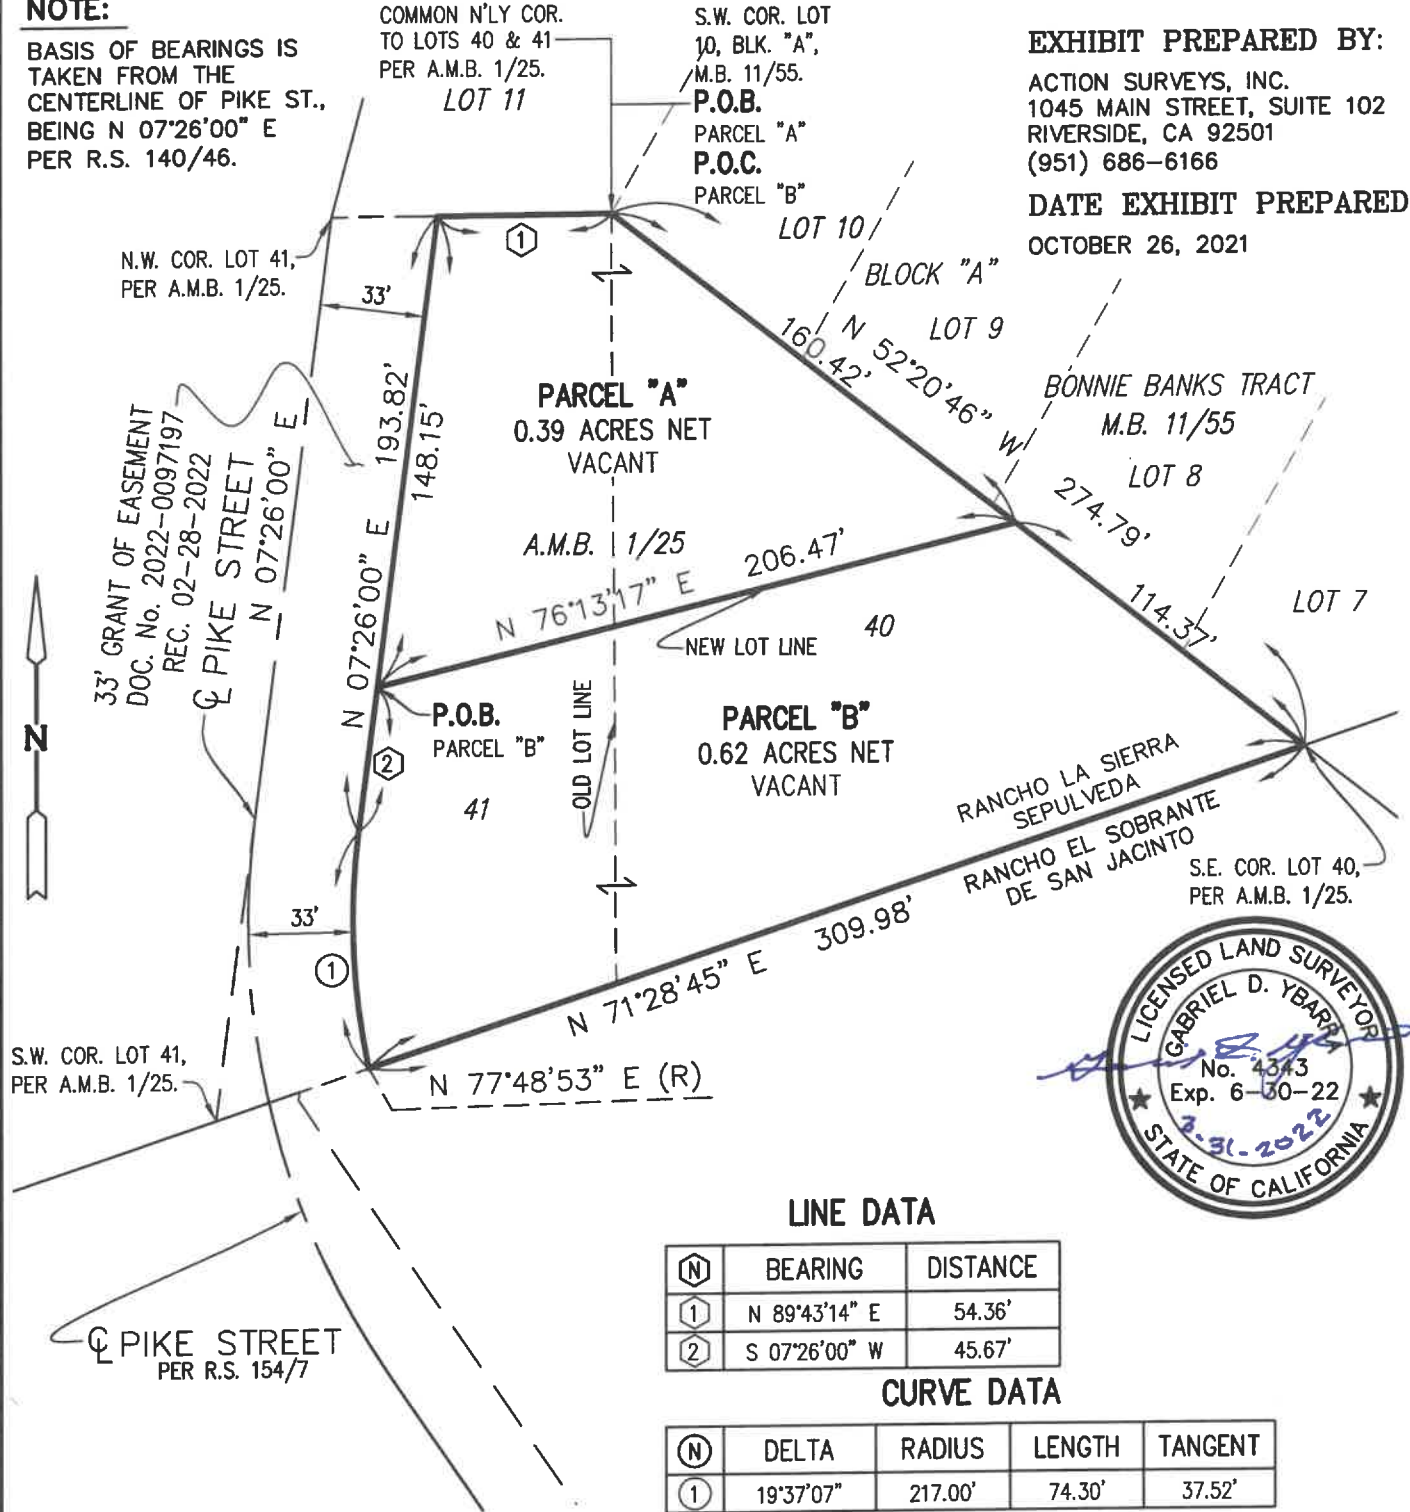 NOTE:
BASIS OF BEARINGS IS
TAKEN FROM THE
CENTERLINE OF PIKE ST.,
BEING N 07°26'00" E
PER R.S. 140/46.
COMMON N'LY COR.
TO LOTS 40 & 41
PER A.M.B. 1/25.
LOT 11
S.W. COR. LOT
10, BLK. "A",
M.B. 11/55.
P.O.B.
PARCEL "A"
P.O.C.
PARCEL "B"
EXHIBIT PREPARED BY:
ACTION SURVEYS, INC.
1045 MAIN STREET, SUITE 102
RIVERSIDE, CA 92501
(951) 686-6166
DATE EXHIBIT PREPARED
OCTOBER 26, 2021
N.W. COR. LOT 41,
PER A.M.B. 1/25.
33'
1
LOT 10
BLOCK "A"
LOT 9
BONNIE BANKS TRACT
M.B. 11/55
LOT 8
LOT 7
160.42'
N 52°20'46" W
274.79'
114.37'
33' GRANT OF EASEMENT
DOC. No. 2022-0097197
REC. 02-28-2022
℄ PIKE STREET
N 07°26'00" E
N 07°26'00" E 193.82'
148.15'
PARCEL "A"
0.39 ACRES NET
VACANT
A.M.B. 1/25
N 76°13'17" E 206.47'
NEW LOT LINE
40
N
P.O.B.
PARCEL "B"
2
41
OLD LOT LINE
PARCEL "B"
0.62 ACRES NET
VACANT
RANCHO LA SIERRA
SEPULVEDA
RANCHO EL SOBRANTE
DE SAN JACINTO
S.E. COR. LOT 40,
PER A.M.B. 1/25.
33'
1
N 71°28'45" E 309.98'
S.W. COR. LOT 41,
PER A.M.B. 1/25.
N 77°48'53" E (R)
LICENSED LAND SURVEYOR
GABRIEL D. YBARRA
No. 4343
Exp. 6-30-22
3-31-2022
STATE OF CALIFORNIA
℄ PIKE STREET
PER R.S. 154/7
LINE DATA
N BEARING DISTANCE
1 N 89°43'14" E 54.36'
2 S 07°26'00" W 45.67'
CURVE DATA
N DELTA RADIUS LENGTH TANGENT
1 19°37'07" 217.00' 74.30' 37.52'